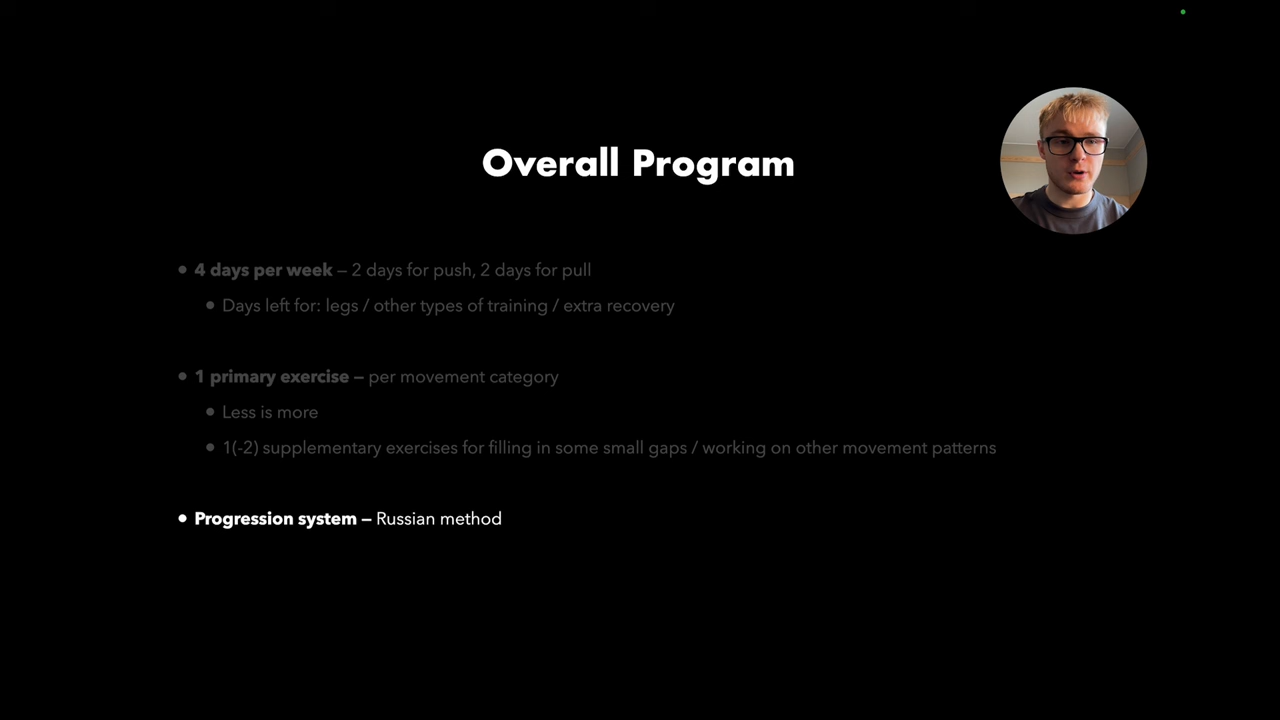 Overall Program
• 4 days per week – 2 days for push, 2 days for pull
• Days left for: legs / other types of training / extra recovery
• 1 primary exercise – per movement category
• Less is more
• 1(-2) supplementary exercises for filling in some small gaps / working on other movement patterns
• Progression system – Russian method